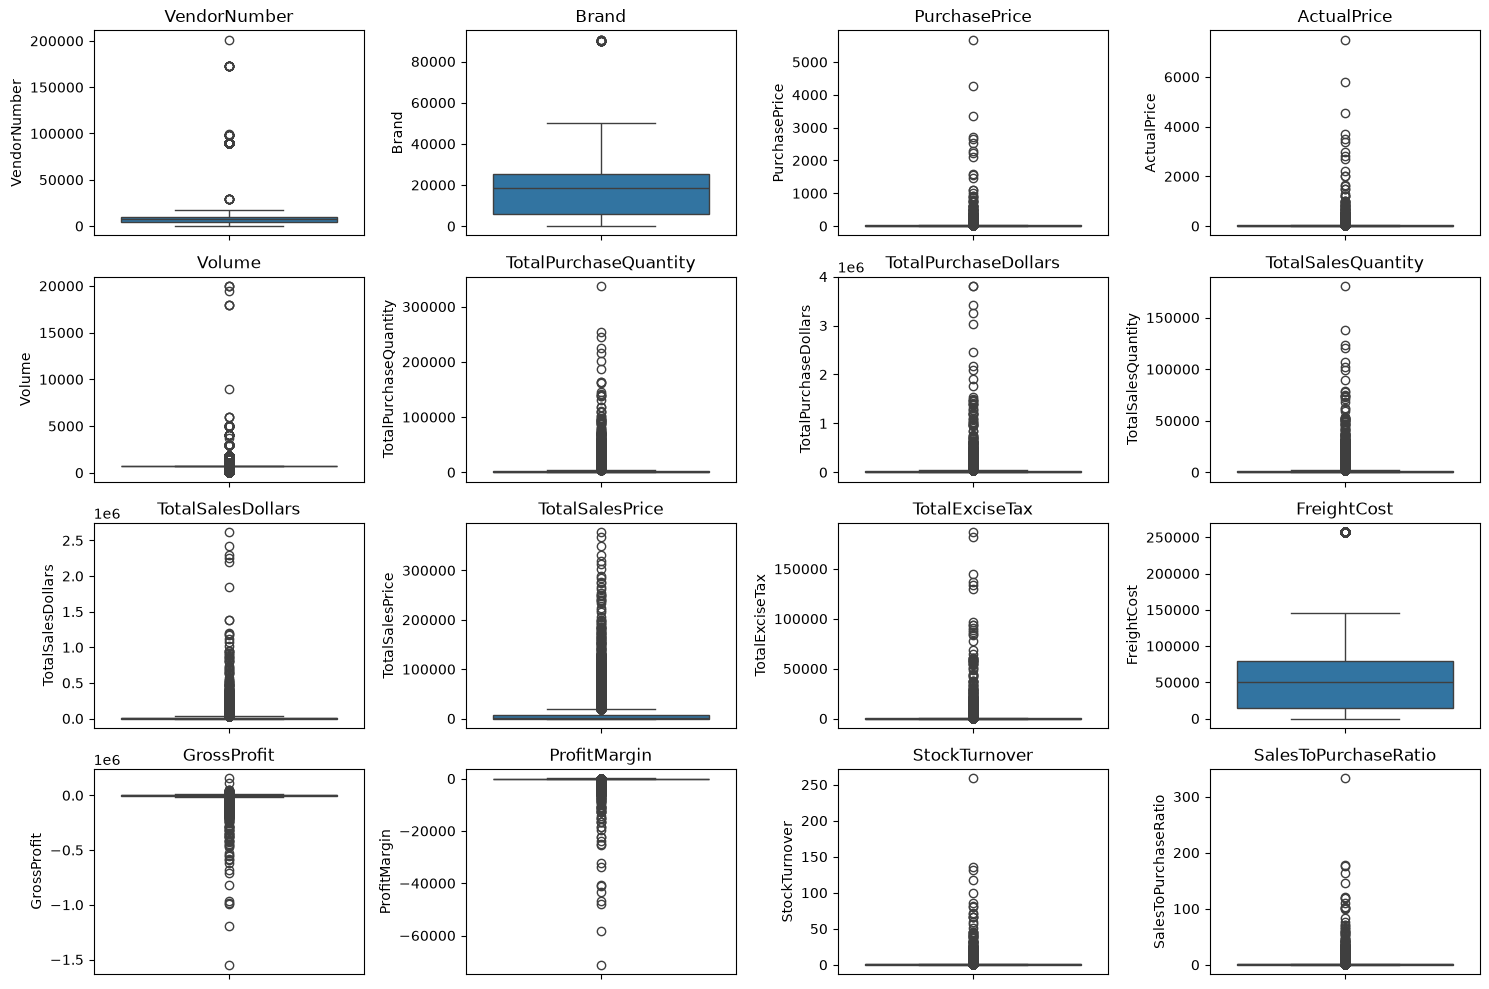 VendorNumber
VendorNumber
200000
150000
100000
50000
0
Brand
Brand
80000
60000
40000
20000
0
PurchasePrice
PurchasePrice
5000
4000
3000
2000
1000
0
ActualPrice
ActualPrice
6000
4000
2000
0
Volume
Volume
20000
15000
10000
5000
0
TotalPurchaseQuantity
TotalPurchaseQuantity
300000
200000
100000
0
TotalPurchaseDollars
1e6
TotalPurchaseDollars
4
3
2
1
0
TotalSalesQuantity
TotalSalesQuantity
150000
100000
50000
0
TotalSalesDollars
1e6
TotalSalesDollars
2.5
2.0
1.5
1.0
0.5
0.0
TotalSalesPrice
TotalSalesPrice
300000
200000
100000
0
TotalExciseTax
TotalExciseTax
150000
100000
50000
0
FreightCost
FreightCost
250000
200000
150000
100000
50000
0
GrossProfit
1e6
GrossProfit
0.0
−0.5
−1.0
−1.5
ProfitMargin
ProfitMargin
0
−20000
−40000
−60000
StockTurnover
StockTurnover
250
200
150
100
50
0
SalesToPurchaseRatio
SalesToPurchaseRatio
300
200
100
0